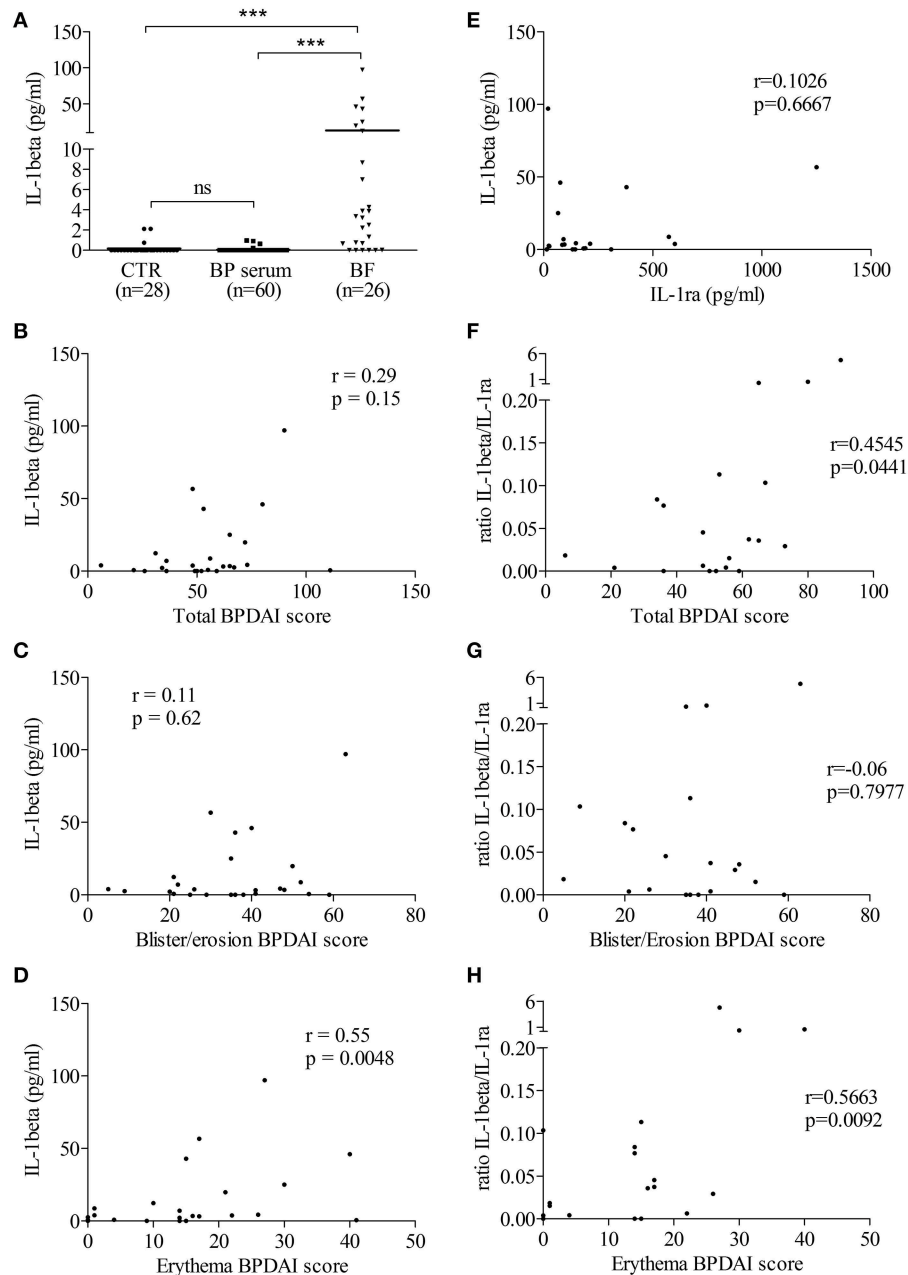 A
***
***
ns
IL-1beta (pg/ml)
150
100
50
10
8
6
4
2
0
CTR
(n=28)
BP serum
(n=60)
BF
(n=26)
E
IL-1beta (pg/ml)
150
100
50
0
r=0.1026
p=0.6667
0 500 1000 1500
IL-1ra (pg/ml)
B
IL-1beta (pg/ml)
150
100
50
0
r = 0.29
p = 0.15
0 50 100 150
Total BPDAI score
F
ratio IL-1beta/IL-1ra
6
1
0.20
0.15
0.10
0.05
0.00
r=0.4545
p=0.0441
0 20 40 60 80 100
Total BPDAI score
C
IL-1beta (pg/ml)
150
100
50
0
r = 0.11
p = 0.62
0 20 40 60 80
Blister/erosion BPDAI score
G
ratio IL-1beta/IL-1ra
6
1
0.20
0.15
0.10
0.05
0.00
r=-0.06
p=0.7977
0 20 40 60 80
Blister/Erosion BPDAI score
D
IL-1beta (pg/ml)
150
100
50
0
r = 0.55
p = 0.0048
0 10 20 30 40 50
Erythema BPDAI score
H
ratio IL-1beta/IL-1ra
6
1
0.20
0.15
0.10
0.05
0.00
r=0.5663
p=0.0092
0 10 20 30 40 50
Erythema BPDAI score